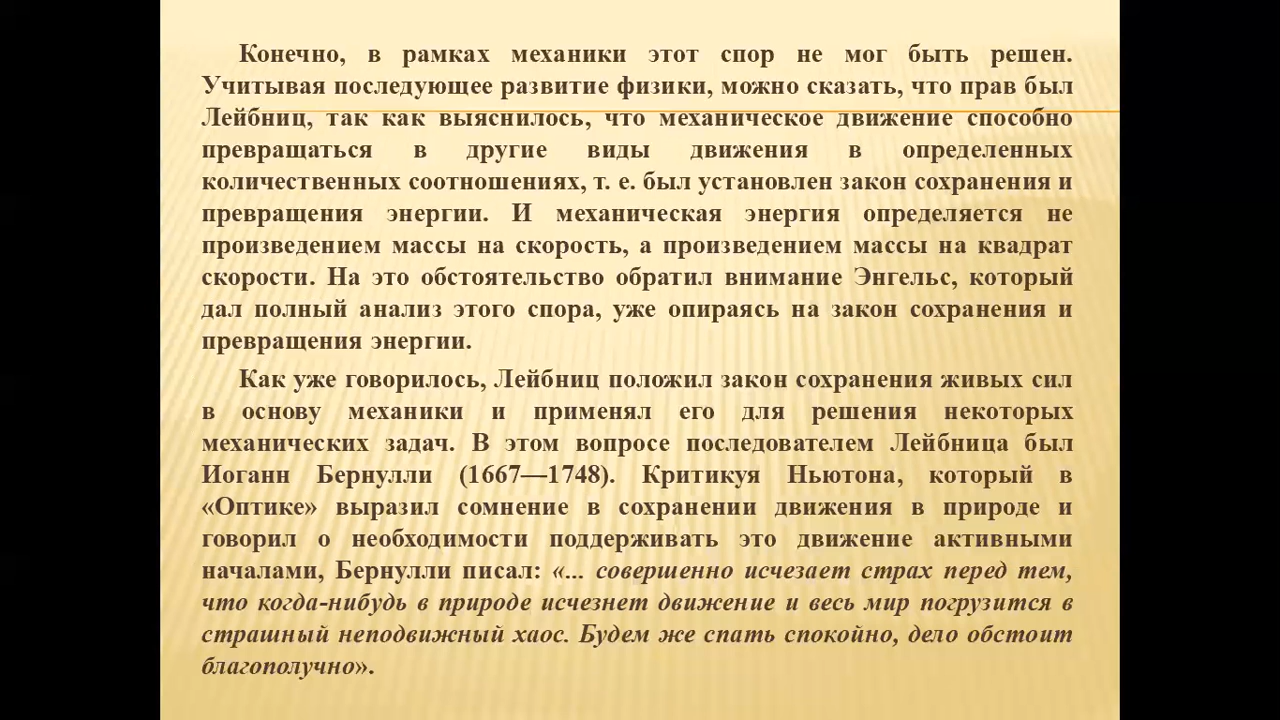 Конечно, в рамках механики этот спор не мог быть решен.
Учитывая последующее развитие физики, можно сказать, что прав был
Лейбниц, так как выяснилось, что механическое движение способно
превращаться в другие виды движения в определенных
количественных соотношениях, т. е. был установлен закон сохранения и
превращения энергии. И механическая энергия определяется не
произведением массы на скорость, а произведением массы на квадрат
скорости. На это обстоятельство обратил внимание Энгельс, который
дал полный анализ этого спора, уже опираясь на закон сохранения и
превращения энергии.
Как уже говорилось, Лейбниц положил закон сохранения живых сил
в основу механики и применял его для решения некоторых
механических задач. В этом вопросе последователем Лейбница был
Иоганн Бернулли (1667—1748). Критикуя Ньютона, который в
«Оптике» выразил сомнение в сохранении движения в природе и
говорил о необходимости поддерживать это движение активными
началами, Бернулли писал: «... совершенно исчезает страх перед тем,
что когда-нибудь в природе исчезнет движение и весь мир погрузится в
страшный неподвижный хаос. Будем же спать спокойно, дело обстоит
благополучно».